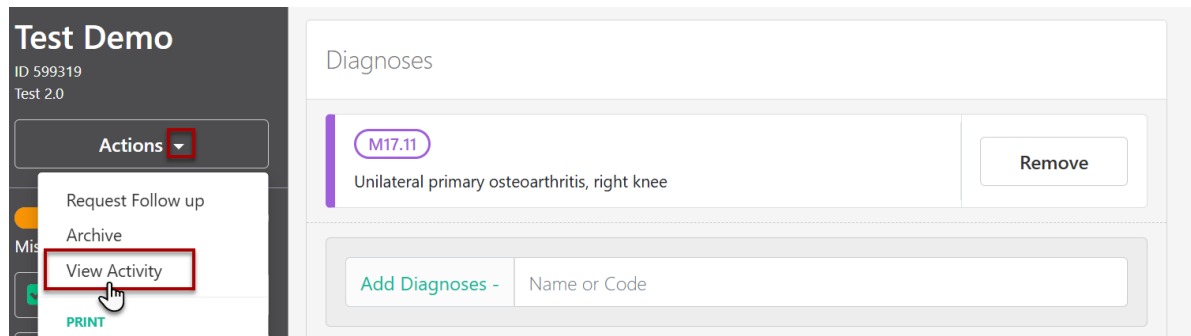 Test Demo
ID 599319
Test 2.0
Actions
Request Follow up
Archive
Mis
View Activity
PRINT
Diagnoses
M17.11
Unilateral primary osteoarthritis, right knee
Remove
Add Diagnoses -
Name or Code